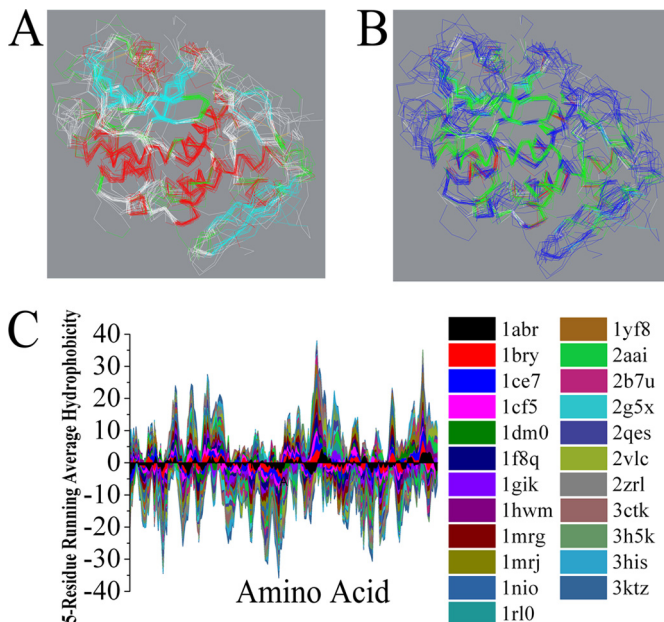 A
B
C
5-Residue Running Average Hydrophobicity
40
30
20
10
0
-10
-20
-30
-40
Amino Acid
1abr
1bry
1ce7
1cf5
1dm0
1f8q
1gik
1hwm
1mrg
1mrj
1nio
1rl0
1yf8
2aai
2b7u
2g5x
2qes
2vlc
2zrl
3ctk
3h5k
3his
3ktz